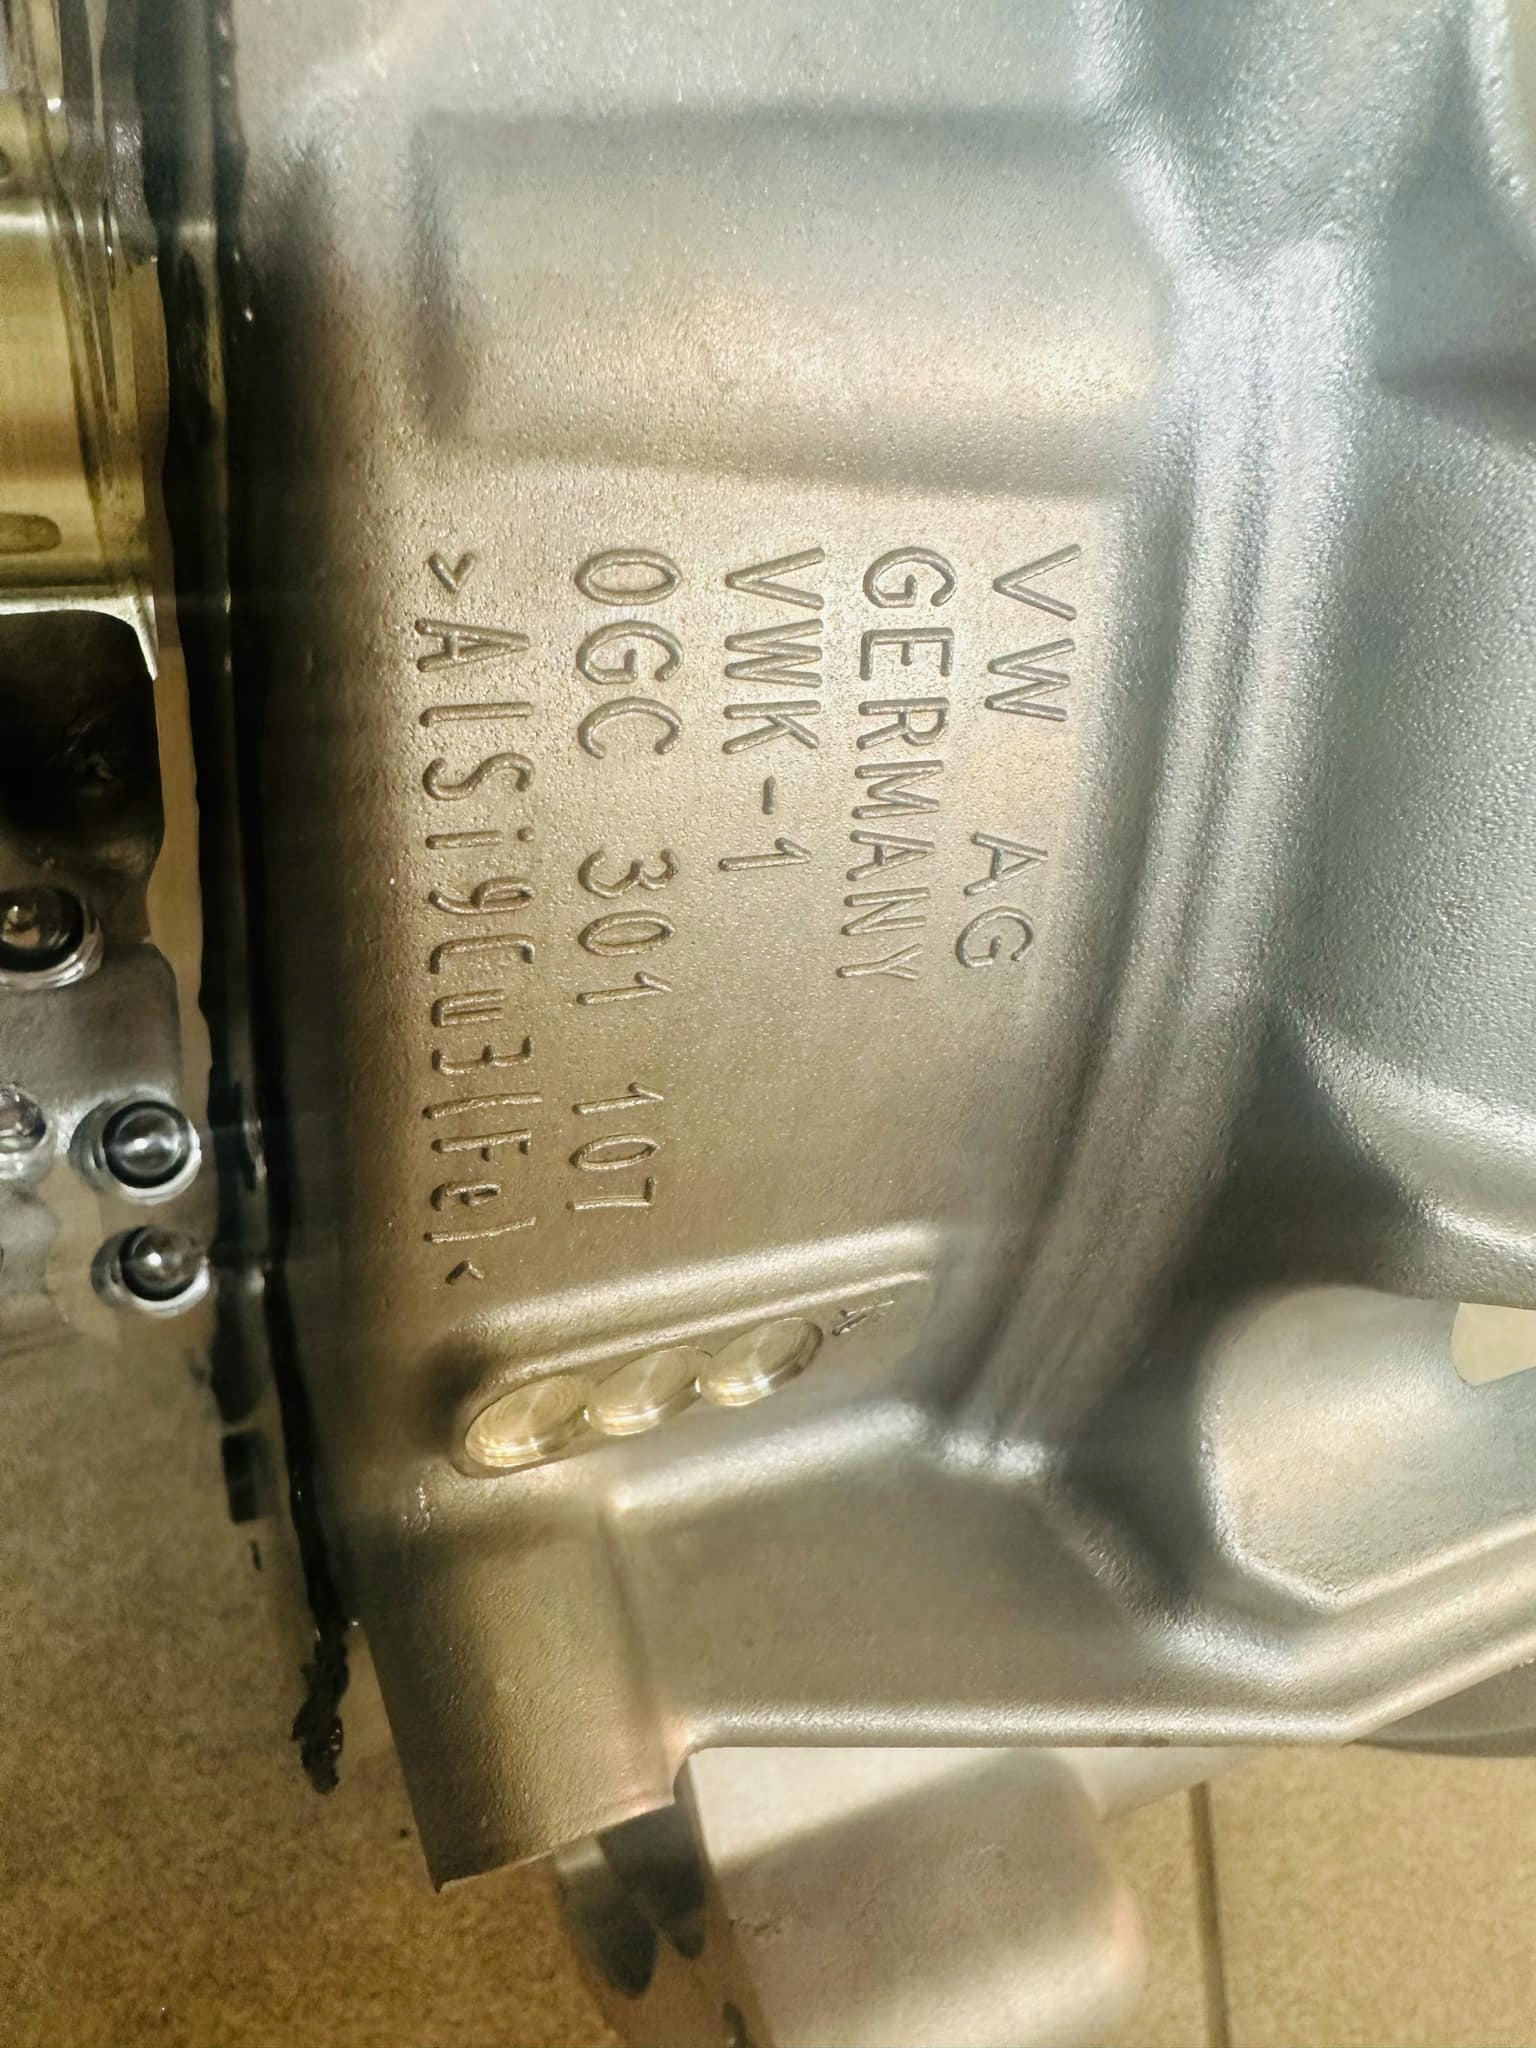 VW AG
GERMANY
VWK-1
0GC 301 107
>AlSi9Cu3(Fe)<